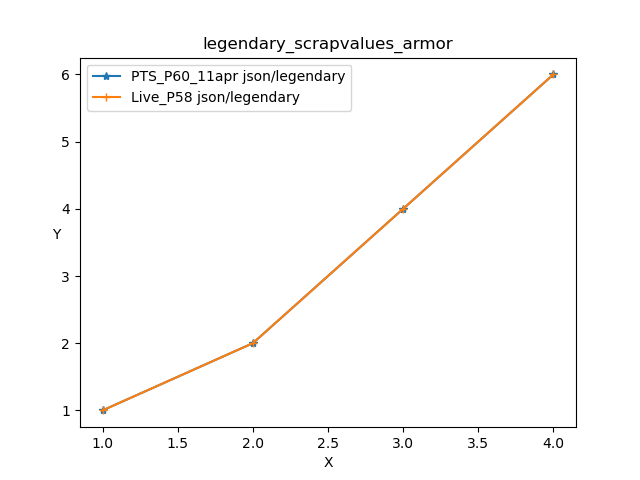 legendary_scrapvalues_armor
PTS_P60_11apr json/legendary
Live_P58 json/legendary
6
5
4
3
2
1
Y
1.0 1.5 2.0 2.5 3.0 3.5 4.0
X